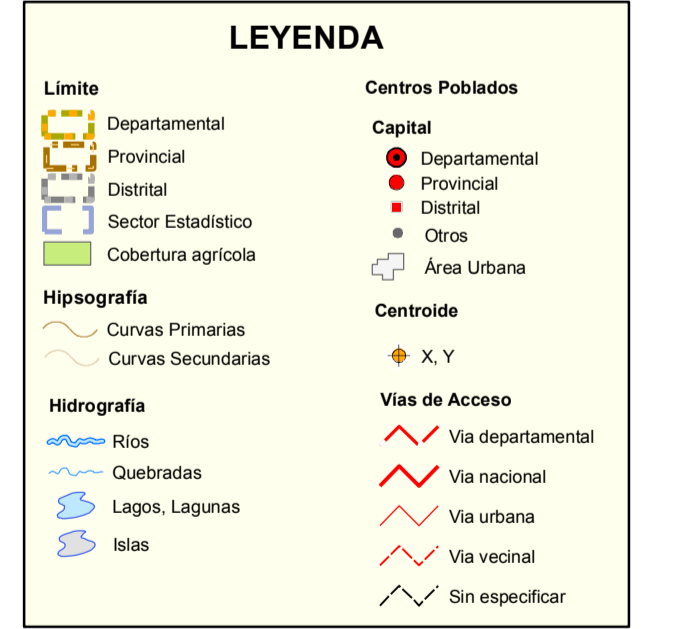 LEYENDA
Límite
Departamental
Provincial
Distrital
Sector Estadístico
Cobertura agrícola
Hipsografía
Curvas Primarias
Curvas Secundarias
Hidrografía
Ríos
Quebradas
Lagos, Lagunas
Islas
Centros Poblados
Capital
Departamental
Provincial
Distrital
Otros
Área Urbana
Centroide
X, Y
Vías de Acceso
Via departamental
Via nacional
Via urbana
Via vecinal
Sin especificar